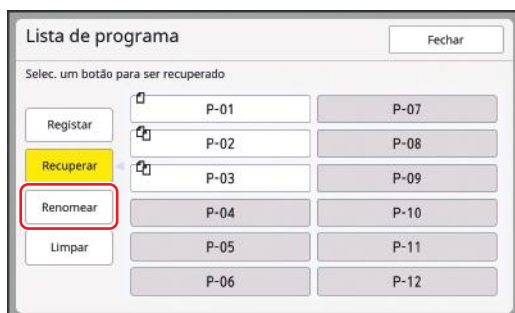 Lista de programa
Fechar
Selec. um botão para ser recuperado
Registar
Recuperar
Renomear
Limpar
P-01
P-02
P-03
P-04
P-05
P-06
P-07
P-08
P-09
P-10
P-11
P-12